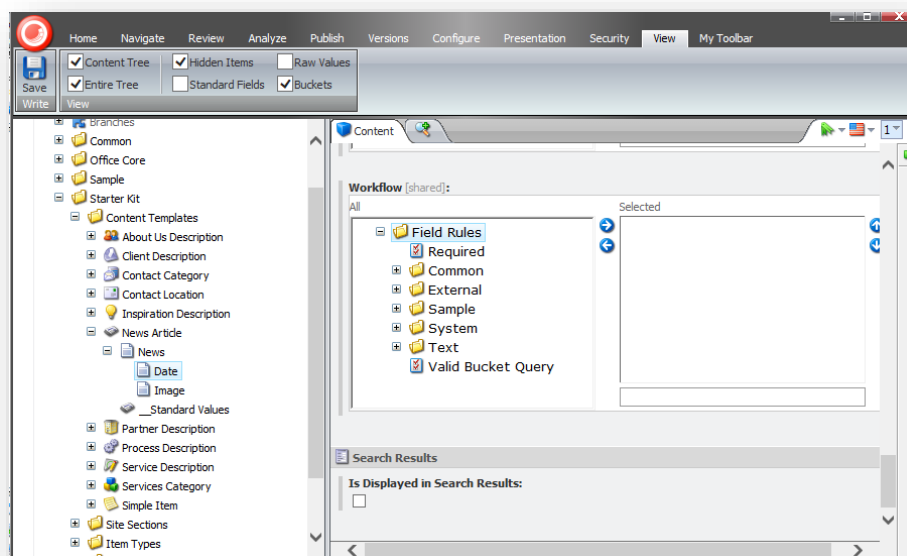 Home Navigate Review Analyze Publish Versions Configure Presentation Security View My Toolbar
Content Tree Hidden Items Raw Values
Save Entire Tree Standard Fields Buckets
Write View
Branches
Common
Office Core
Sample
Starter Kit
Content Templates
About Us Description
Client Description
Contact Category
Contact Location
Inspiration Description
News Article
News
Date
Image
__Standard Values
Partner Description
Process Description
Service Description
Services Category
Simple Item
Site Sections
Item Types
Content 1
Workflow [shared]:
All Selected
Field Rules
Required
Common
External
Sample
System
Text
Valid Bucket Query
Search Results
Is Displayed in Search Results: